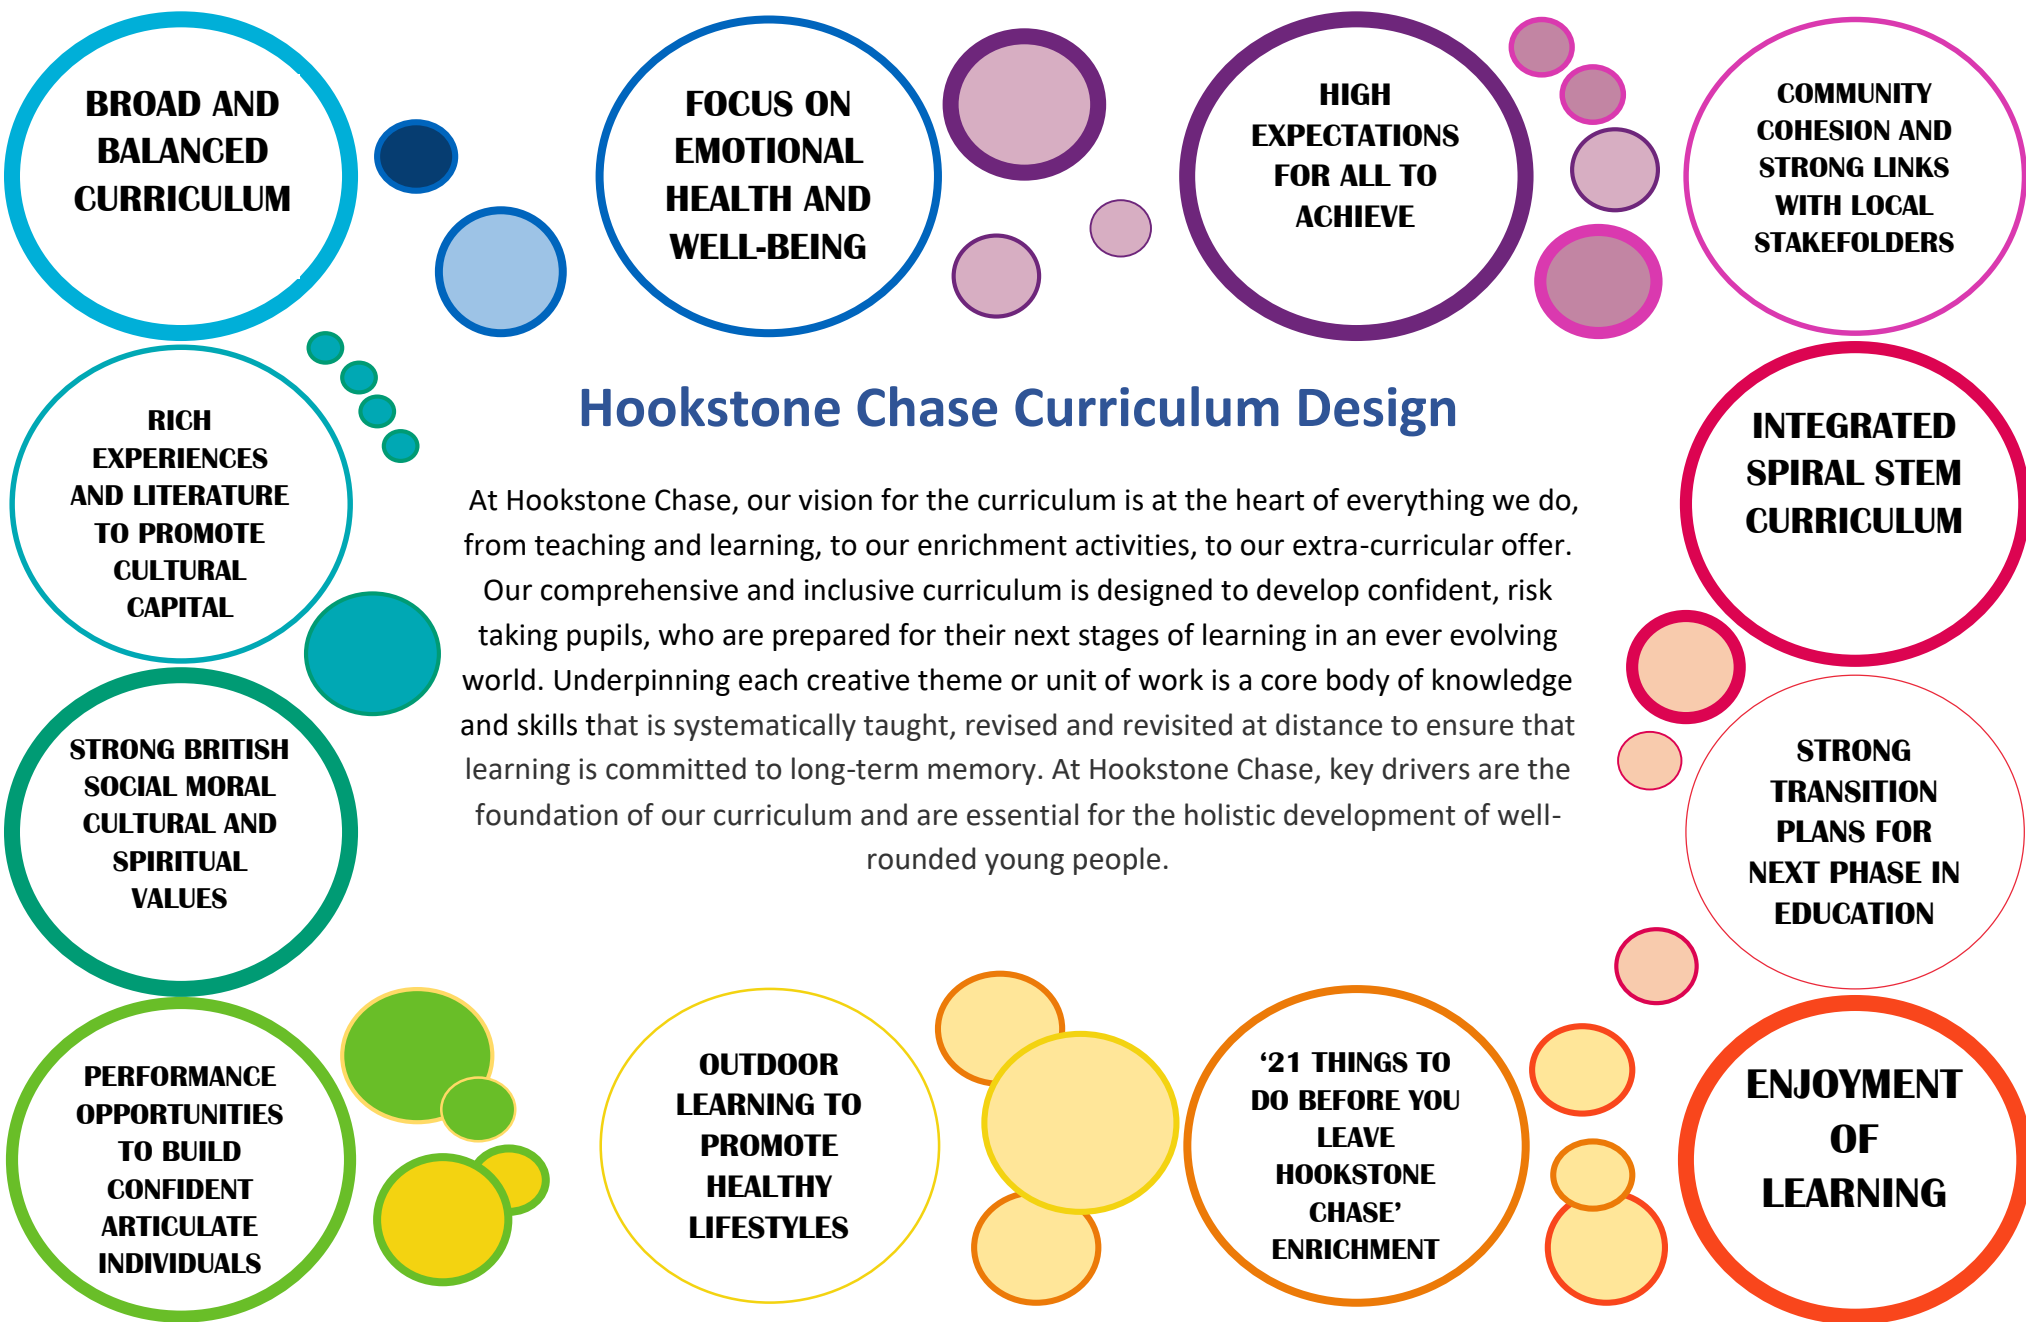 BROAD AND
BALANCED
CURRICULUM
FOCUS ON
EMOTIONAL
HEALTH AND
WELL-BEING
HIGH
EXPECTATIONS
FOR ALL TO
ACHIEVE
COMMUNITY
COHESION AND
STRONG LINKS
WITH LOCAL
STAKEFOLDERS
RICH
EXPERIENCES
AND LITERATURE
TO PROMOTE
CULTURAL
CAPITAL
Hookstone Chase Curriculum Design
At Hookstone Chase, our vision for the curriculum is at the heart of everything we do,
from teaching and learning, to our enrichment activities, to our extra-curricular offer.
Our comprehensive and inclusive curriculum is designed to develop confident, risk
taking pupils, who are prepared for their next stages of learning in an ever evolving
world. Underpinning each creative theme or unit of work is a core body of knowledge
and skills that is systematically taught, revised and revisited at distance to ensure that
learning is committed to long-term memory. At Hookstone Chase, key drivers are the
foundation of our curriculum and are essential for the holistic development of well-
rounded young people.
INTEGRATED
SPIRAL STEM
CURRICULUM
STRONG BRITISH
SOCIAL MORAL
CULTURAL AND
SPIRITUAL
VALUES
STRONG
TRANSITION
PLANS FOR
NEXT PHASE IN
EDUCATION
PERFORMANCE
OPPORTUNITIES
TO BUILD
CONFIDENT
ARTICULATE
INDIVIDUALS
OUTDOOR
LEARNING TO
PROMOTE
HEALTHY
LIFESTYLES
‘21 THINGS TO
DO BEFORE YOU
LEAVE
HOOKSTONE
CHASE’
ENRICHMENT
ENJOYMENT
OF
LEARNING